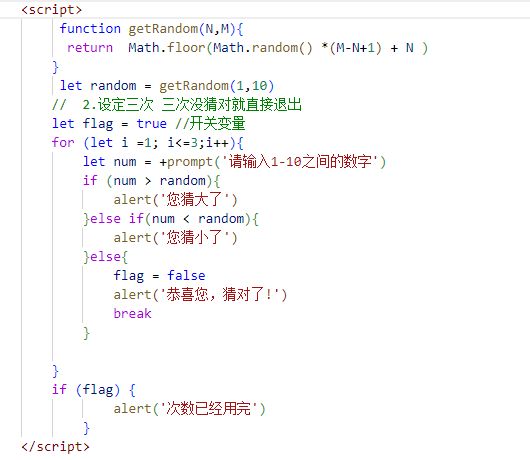 <script>
function getRandom(N,M){
return  Math.floor(Math.random() *(M-N+1) + N )
}
let random = getRandom(1,10)
//  2.设定三次 三次没猜对就直接退出
let flag = true //开关变量
for (let i =1; i<=3;i++){
let num = +prompt('请输入1-10之间的数字')
if (num > random){
alert('您猜大了')
}else if(num < random){
alert('您猜小了')
}else{
flag = false
alert('恭喜您，猜对了!')
break
}
}
if (flag) {
alert('次数已经用完')
}
</script>